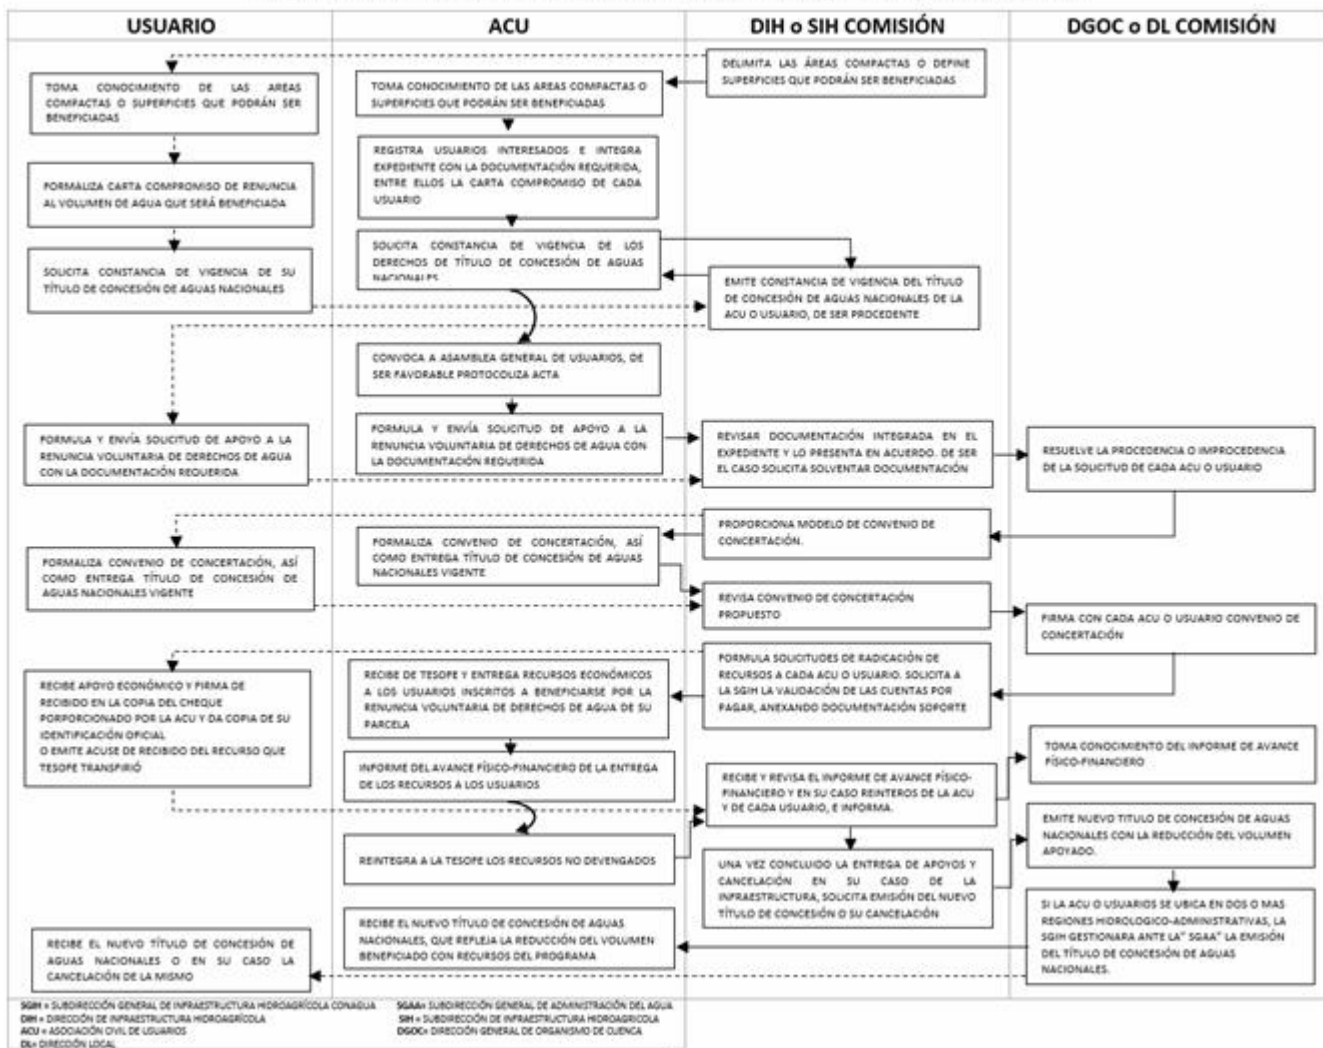 USUARIO
ACU
DIH o SIH COMISIÓN
DGOC o DL COMISIÓN
DELIMITA LAS ÁREAS COMPACTAS O DEFINE
SUPERFICIES QUE PODRÁN SER BENEFICIADAS
TOMA CONOCIMIENTO DE LAS AREAS
COMPACTAS O SUPERFICIES QUE PODRÁN SER
BENEFICIADAS
TOMA CONOCIMIENTO DE LAS AREAS COMPACTAS O
SUPERFICIES QUE PODRÁN SER BENEFICIADAS
REGISTRA USUARIOS INTERESADOS E INTEGRA
EXPEDIENTE CON LA DOCUMENTACIÓN REQUERIDA,
ENTRE ELLOS LA CARTA COMPROMISO DE CADA
USUARIO
FORMALIZA CARTA COMPROMISO DE RENUNCIA
AL VOLUMEN DE AGUA QUE SERÁ BENEFICIADA
SOLICITA CONSTANCIA DE VIGENCIA DE LOS
DERECHOS DE TÍTULO DE CONCESIÓN DE AGUAS
NACIONALES
SOLICITA CONSTANCIA DE VIGENCIA DE SU
TÍTULO DE CONCESIÓN DE AGUAS NACIONALES
EMITE CONSTANCIA DE VIGENCIA DEL TÍTULO
DE CONCESIÓN DE AGUAS NACIONALES DE LA
ACU O USUARIO, DE SER PROCEDENTE
CONVOCA A ASAMBLEA GENERAL DE USUARIOS, DE
SER FAVORABLE PROTOCOLIZA ACTA
FORMULA Y ENVÍA SOLICITUD DE APOYO A LA
RENUNCIA VOLUNTARIA DE DERECHOS DE AGUA
CON LA DOCUMENTACIÓN REQUERIDA
FORMULA Y ENVÍA SOLICITUD DE APOYO A LA
RENUNCIA VOLUNTARIA DE DERECHOS DE AGUA CON
LA DOCUMENTACIÓN REQUERIDA
REVISAR DOCUMENTACIÓN INTEGRADA EN EL
EXPEDIENTE Y LO PRESENTA EN ACUERDO. DE SER
EL CASO SOLICITA SOLVENTAR DOCUMENTACIÓN
RESUELVE LA PROCEDENCIA O IMPROCEDENCIA
DE LA SOLICITUD DE CADA ACU O USUARIO
PROPORCIONA MODELO DE CONVENIO DE
CONCERTACIÓN.
FORMALIZA CONVENIO DE CONCERTACIÓN, ASÍ
COMO ENTREGA TÍTULO DE CONCESIÓN DE
AGUAS NACIONALES VIGENTE
FORMALIZA CONVENIO DE CONCERTACIÓN, ASÍ
COMO ENTREGA TÍTULO DE CONCESIÓN DE AGUAS
NACIONALES VIGENTE
REVISA CONVENIO DE CONCERTACIÓN
PROPUESTO
FIRMA CON CADA ACU O USUARIO CONVENIO DE
CONCERTACIÓN
FORMULA SOLICITUDES DE RADICACIÓN DE
RECURSOS A CADA ACU O USUARIO. SOLICITA A
LA SGIH LA VALIDACIÓN DE LAS CUENTAS POR
PAGAR, ANEXANDO DOCUMENTACIÓN SOPORTE
RECIBE DE TESOFE Y ENTREGA RECURSOS ECONÓMICOS
A LOS USUARIOS INSCRITOS A BENEFICIARSE POR LA
RENUNCIA VOLUNTARIA DE DERECHOS DE AGUA DE SU
PARCELA
RECIBE APOYO ECONÓMICO Y FIRMA DE
RECIBIDO EN LA COPIA DEL CHEQUE
PORPORCIONADO POR LA ACU Y DA COPIA DE SU
IDENTIFICACIÓN OFICIAL
O EMITE ACUSE DE RECIBIDO DEL RECURSO QUE
TESOFE TRANSFIRIÓ
INFORME DEL AVANCE FÍSICO-FINANCIERO DE LA ENTREGA
DE LOS RECURSOS A LOS USUARIOS
RECIBE Y REVISA EL INFORME DE AVANCE FÍSICO-
FINANCIERO Y EN SU CASO REINTEROS DE LA ACU
Y DE CADA USUARIO, E INFORMA.
TOMA CONOCIMIENTO DEL INFORME DE AVANCE
FÍSICO-FINANCIERO
EMITE NUEVO TITULO DE CONCESIÓN DE AGUAS
NACIONALES CON LA REDUCCIÓN DEL VOLUMEN
APOYADO.
REINTEGRA A LA TESOFE LOS RECURSOS NO DEVENGADOS
UNA VEZ CONCLUIDO LA ENTREGA DE APOYOS Y
CANCELACIÓN EN SU CASO DE LA
INFRAESTRUCTURA, SOLICITA EMISIÓN DEL NUEVO
TÍTULO DE CONCESIÓN O SU CANCELACIÓN
SI LA ACU O USUARIOS SE UBICA EN DOS O MAS
REGIONES HIDROLOGICO-ADMINISTRATIVAS, LA
SGIH GESTIONARA ANTE LA" SGAA" LA EMISIÓN
DEL TÍTULO DE CONCESIÓN DE AGUAS
NACIONALES.
RECIBE EL NUEVO TÍTULO DE CONCESIÓN DE AGUAS
NACIONALES, QUE REFLEJA LA REDUCCIÓN DEL VOLUMEN
BENEFICIADO CON RECURSOS DEL PROGRAMA
RECIBE EL NUEVO TÍTULO DE CONCESIÓN DE
AGUAS NACIONALES O EN SU CASO LA
CANCELACIÓN DE LA MISMO
SGIH = SUBDIRECCIÓN GENERAL DE INFRAESTRUCTURA HIDROAGRÍCOLA CONAGUA
SGAA= SUBDIRECCIÓN GENERAL DE ADMINISTRACIÓN DEL AGUA
DIH = DIRECCIÓN DE INFRAESTRUCTURA HIDROAGRÍCOLA
SIH = SUBDIRECCIÓN DE INFRAESTRUCTURA HIDROAGRICOLA
ACU = ASOCIACIÓN CIVIL DE USUARIOS
DGOC= DIRECCIÓN GENERAL DE ORGANISMO DE CUENCA
DL= DIRECCIÓN LOCAL